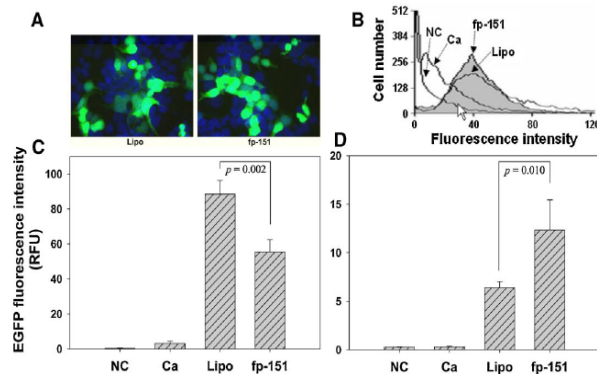 A
Lipo
fp-151
B
512
384
256
128
0
Cell number
NC
Ca
fp-151
Lipo
0
40
80
120
Fluorescence intensity
C
EGFP fluorescence intensity
(RFU)
100
80
60
40
20
0
p = 0.002
NC
Ca
Lipo
fp-151
D
20
15
10
5
0
p = 0.010
NC
Ca
Lipo
fp-151